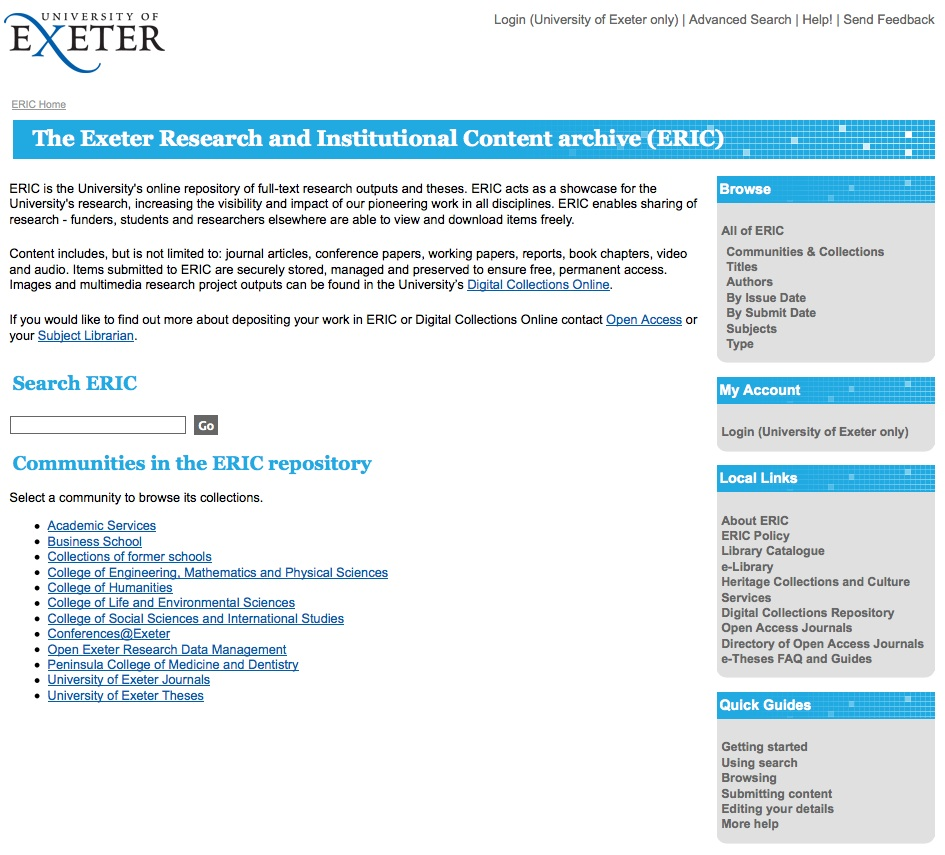 UNIVERSITY OF
EXETER
Login (University of Exeter only) | Advanced Search | Help! | Send Feedback
ERIC Home
The Exeter Research and Institutional Content archive (ERIC)
ERIC is the University's online repository of full-text research outputs and theses. ERIC acts as a showcase for the
University's research, increasing the visibility and impact of our pioneering work in all disciplines. ERIC enables sharing of
research - funders, students and researchers elsewhere are able to view and download items freely.
Content includes, but is not limited to: journal articles, conference papers, working papers, reports, book chapters, video
and audio. Items submitted to ERIC are securely stored, managed and preserved to ensure free, permanent access.
Images and multimedia research project outputs can be found in the University's Digital Collections Online.
If you would like to find out more about depositing your work in ERIC or Digital Collections Online contact Open Access or
your Subject Librarian.
Search ERIC
Go
Communities in the ERIC repository
Select a community to browse its collections.
Academic Services
Business School
Collections of former schools
College of Engineering, Mathematics and Physical Sciences
College of Humanities
College of Life and Environmental Sciences
College of Social Sciences and International Studies
Conferences@Exeter
Open Exeter Research Data Management
Peninsula College of Medicine and Dentistry
University of Exeter Journals
University of Exeter Theses
Browse
All of ERIC
Communities & Collections
Titles
Authors
By Issue Date
By Submit Date
Subjects
Type
My Account
Login (University of Exeter only)
Local Links
About ERIC
ERIC Policy
Library Catalogue
e-Library
Heritage Collections and Culture
Services
Digital Collections Repository
Open Access Journals
Directory of Open Access Journals
e-Theses FAQ and Guides
Quick Guides
Getting started
Using search
Browsing
Submitting content
Editing your details
More help